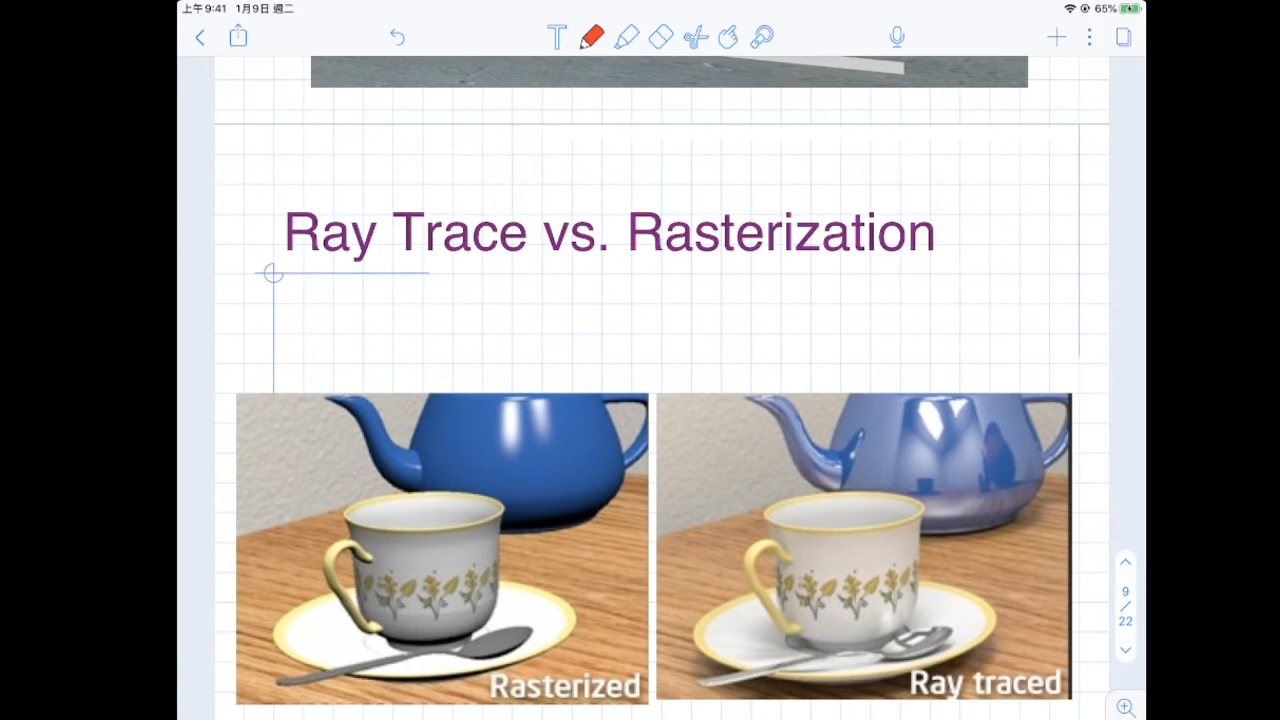 上午9:41 1月9日 週二
65%
T
Ray Trace vs. Rasterization
9
/
22
Rasterized
Ray traced